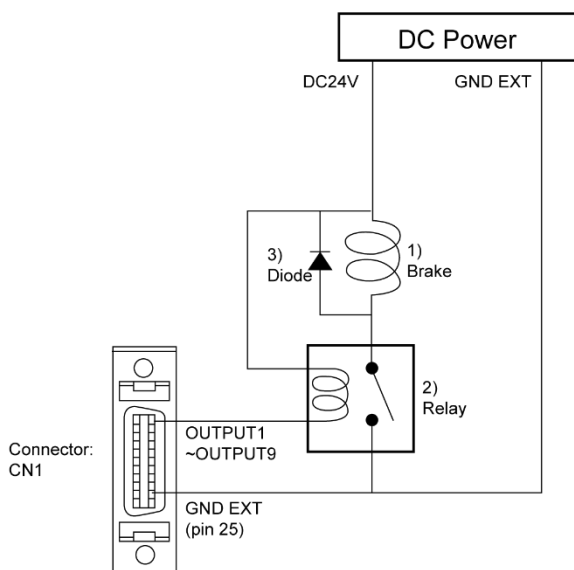 DC Power
DC24V
GND EXT
3)
Diode
1)
Brake
2)
Relay
Connector:
CN1
OUTPUT1
~OUTPUT9
GND EXT
(pin 25)